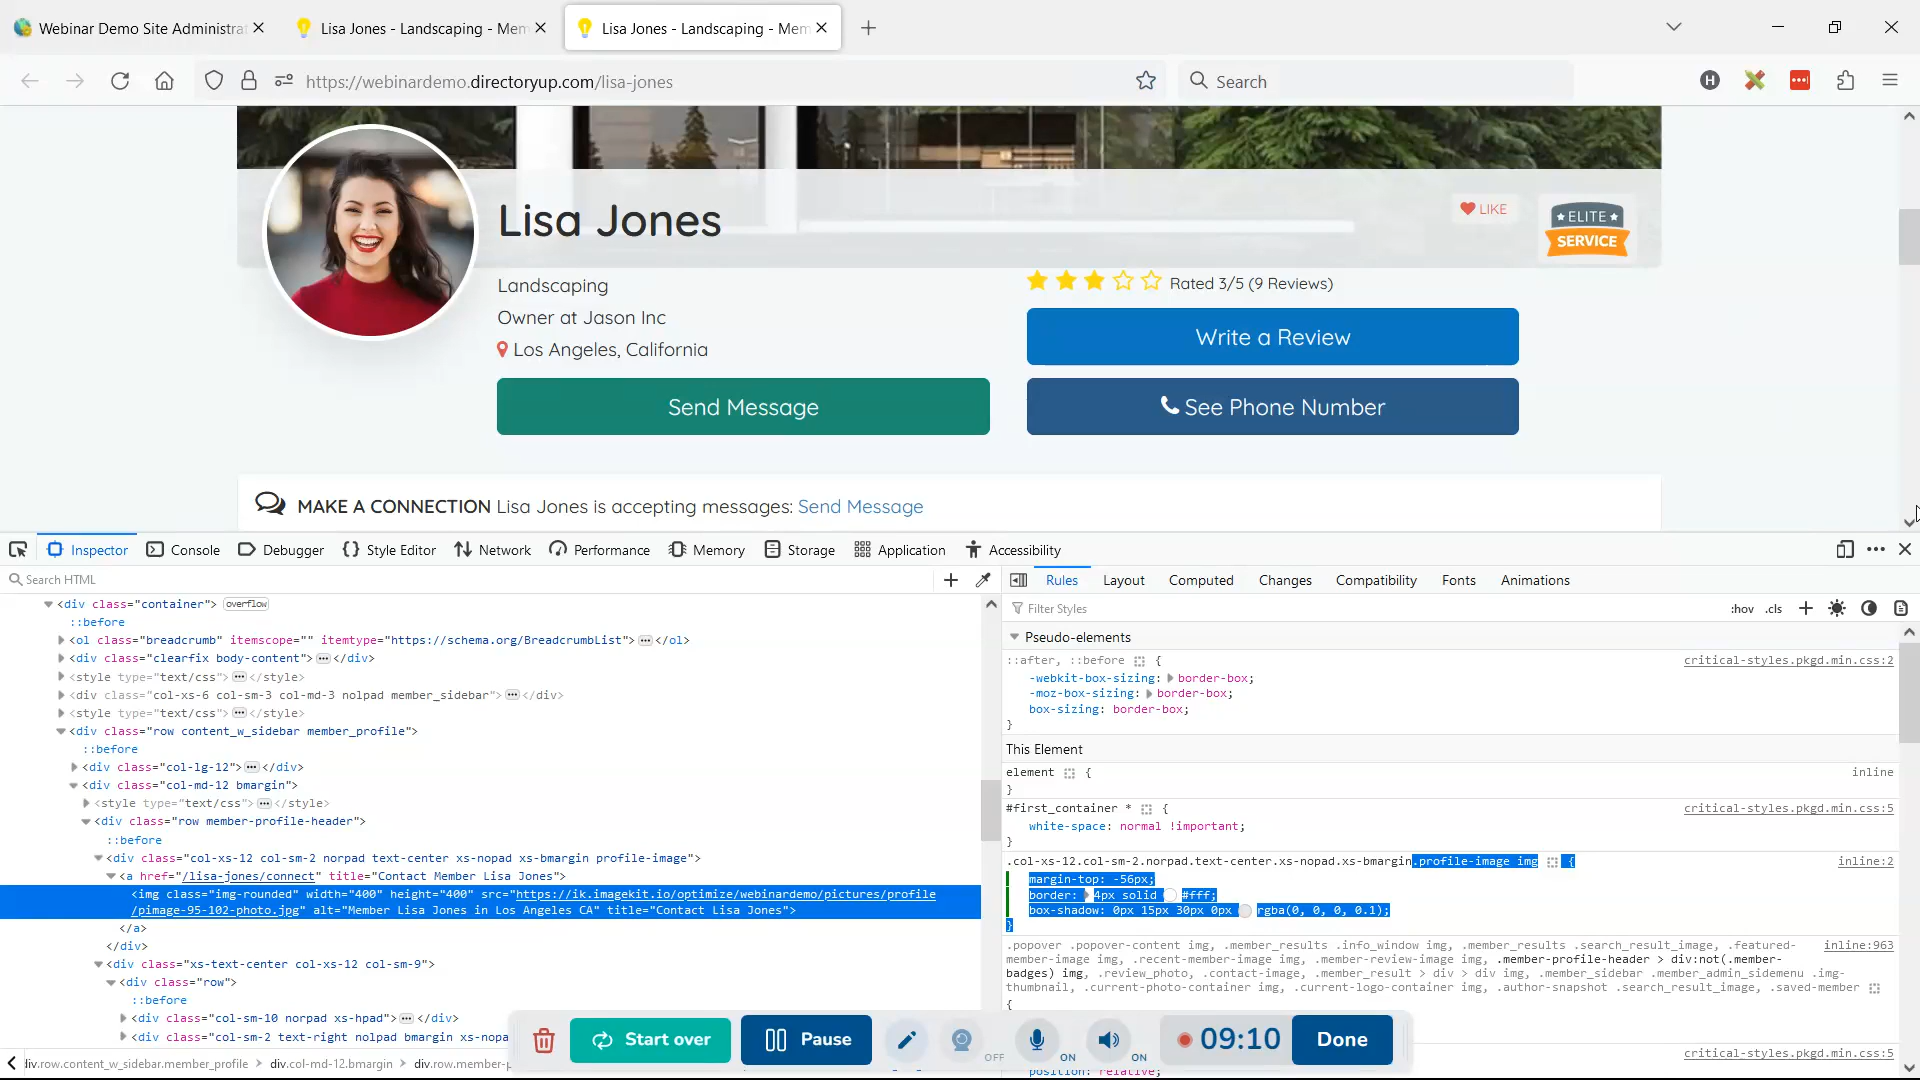 Webinar Demo Site Administrat
Lisa Jones - Landscaping - Mem
Lisa Jones - Landscaping - Mem
https://webinardemo.directoryup.com/lisa-jones
Search
Lisa Jones
LIKE
ELITE
SERVICE
Landscaping
Rated 3/5 (9 Reviews)
Owner at Jason Inc
Write a Review
Los Angeles, California
Send Message
See Phone Number
MAKE A CONNECTION Lisa Jones is accepting messages: Send Message
Inspector Console Debugger Style Editor Network Performance Memory Storage Application Accessibility
Search HTML
<div class="container"> overflow
::before
<ol class="breadcrumb" itemscope="" itemtype="https://schema.org/BreadcrumbList"> ••• </ol>
<div class="clearfix body-content"> ••• </div>
<style type="text/css"> ••• </style>
<div class="col-xs-6 col-sm-3 col-md-3 nolpad member_sidebar"> ••• </div>
<style type="text/css"> ••• </style>
<div class="row content_w_sidebar member_profile">
::before
<div class="col-lg-12"> ••• </div>
<div class="col-md-12 bmargin">
<style type="text/css"> ••• </style>
<div class="row member-profile-header">
::before
<div class="col-xs-12 col-sm-2 norpad text-center xs-nopad xs-bmargin profile-image">
<a href="/lisa-jones/connect" title="Contact Member Lisa Jones">
<img class="img-rounded" width="400" height="400" src="https://ik.imagekit.io/optimize/webinardemo/pictures/profile
/pimage-95-102-photo.jpg" alt="Member Lisa Jones in Los Angeles CA" title="Contact Lisa Jones">
</a>
</div>
<div class="xs-text-center col-xs-12 col-sm-9">
<div class="row">
::before
<div class="col-sm-10 norpad xs-hpad"> ••• </div>
<div class="col-sm-2 text-right nolpad bmargin xs-nopa
div.row.content_w_sidebar.member_profile > div.col-md-12.bmargin > div.row.member-p
Rules Layout Computed Changes Compatibility Fonts Animations
Filter Styles
:hov .cls
Pseudo-elements
::after, ::before {
critical-styles.pkgd.min.css:2
-webkit-box-sizing: border-box;
-moz-box-sizing: border-box;
box-sizing: border-box;
}
This Element
element {
inline
}
#first_container * {
critical-styles.pkgd.min.css:5
white-space: normal !important;
}
.col-xs-12.col-sm-2.norpad.text-center.xs-nopad.xs-bmargin.profile-image img {
inline:2
margin-top: -56px;
border: 4px solid #fff;
box-shadow: 0px 15px 30px 0px rgba(0, 0, 0, 0.1);
}
.popover .popover-content img, .member_results .info_window img, .member_results .search_result_image, .featured-
inline:963
member-image img, .recent-member-image img, .member-review-image img, .member-profile-header > div:not(.member-
badges) img, .review_photo, .contact-image, .member_result > div > div img, .member_sidebar .member_admin_sidemenu .img-
thumbnail, .current-photo-container img, .current-logo-container img, .author-snapshot .search_result_image, .saved-member
{
critical-styles.pkgd.min.css:5
position: relative;
Start over
Pause
OFF
ON
ON
09:10
Done